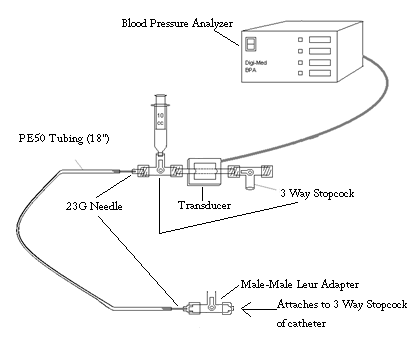 Blood Pressure Analyzer
Digi-Med
BPA
10
cc
PE50 Tubing (18")
23G Needle
Transducer
3 Way Stopcock
Male-Male Leur Adapter
Attaches to 3 Way Stopcock
of catheter